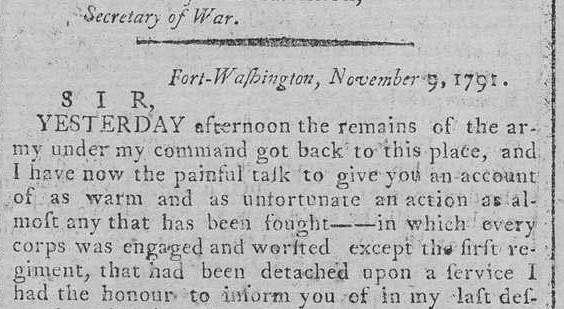 Secretary of War.
Fort-Waſhington, November 9, 1791.
S I R,
YESTERDAY afternoon the remains of the ar-
my under my command got back to this place, and
I have now the painful taſk to give you an account
of as warm and as unfortunate an action as al-
moſt any that has been fought——in which every
corps was engaged and worſted except the firſt re-
giment, that had been detached upon a ſervice I
had the honour to inform you of in my laſt deſ-